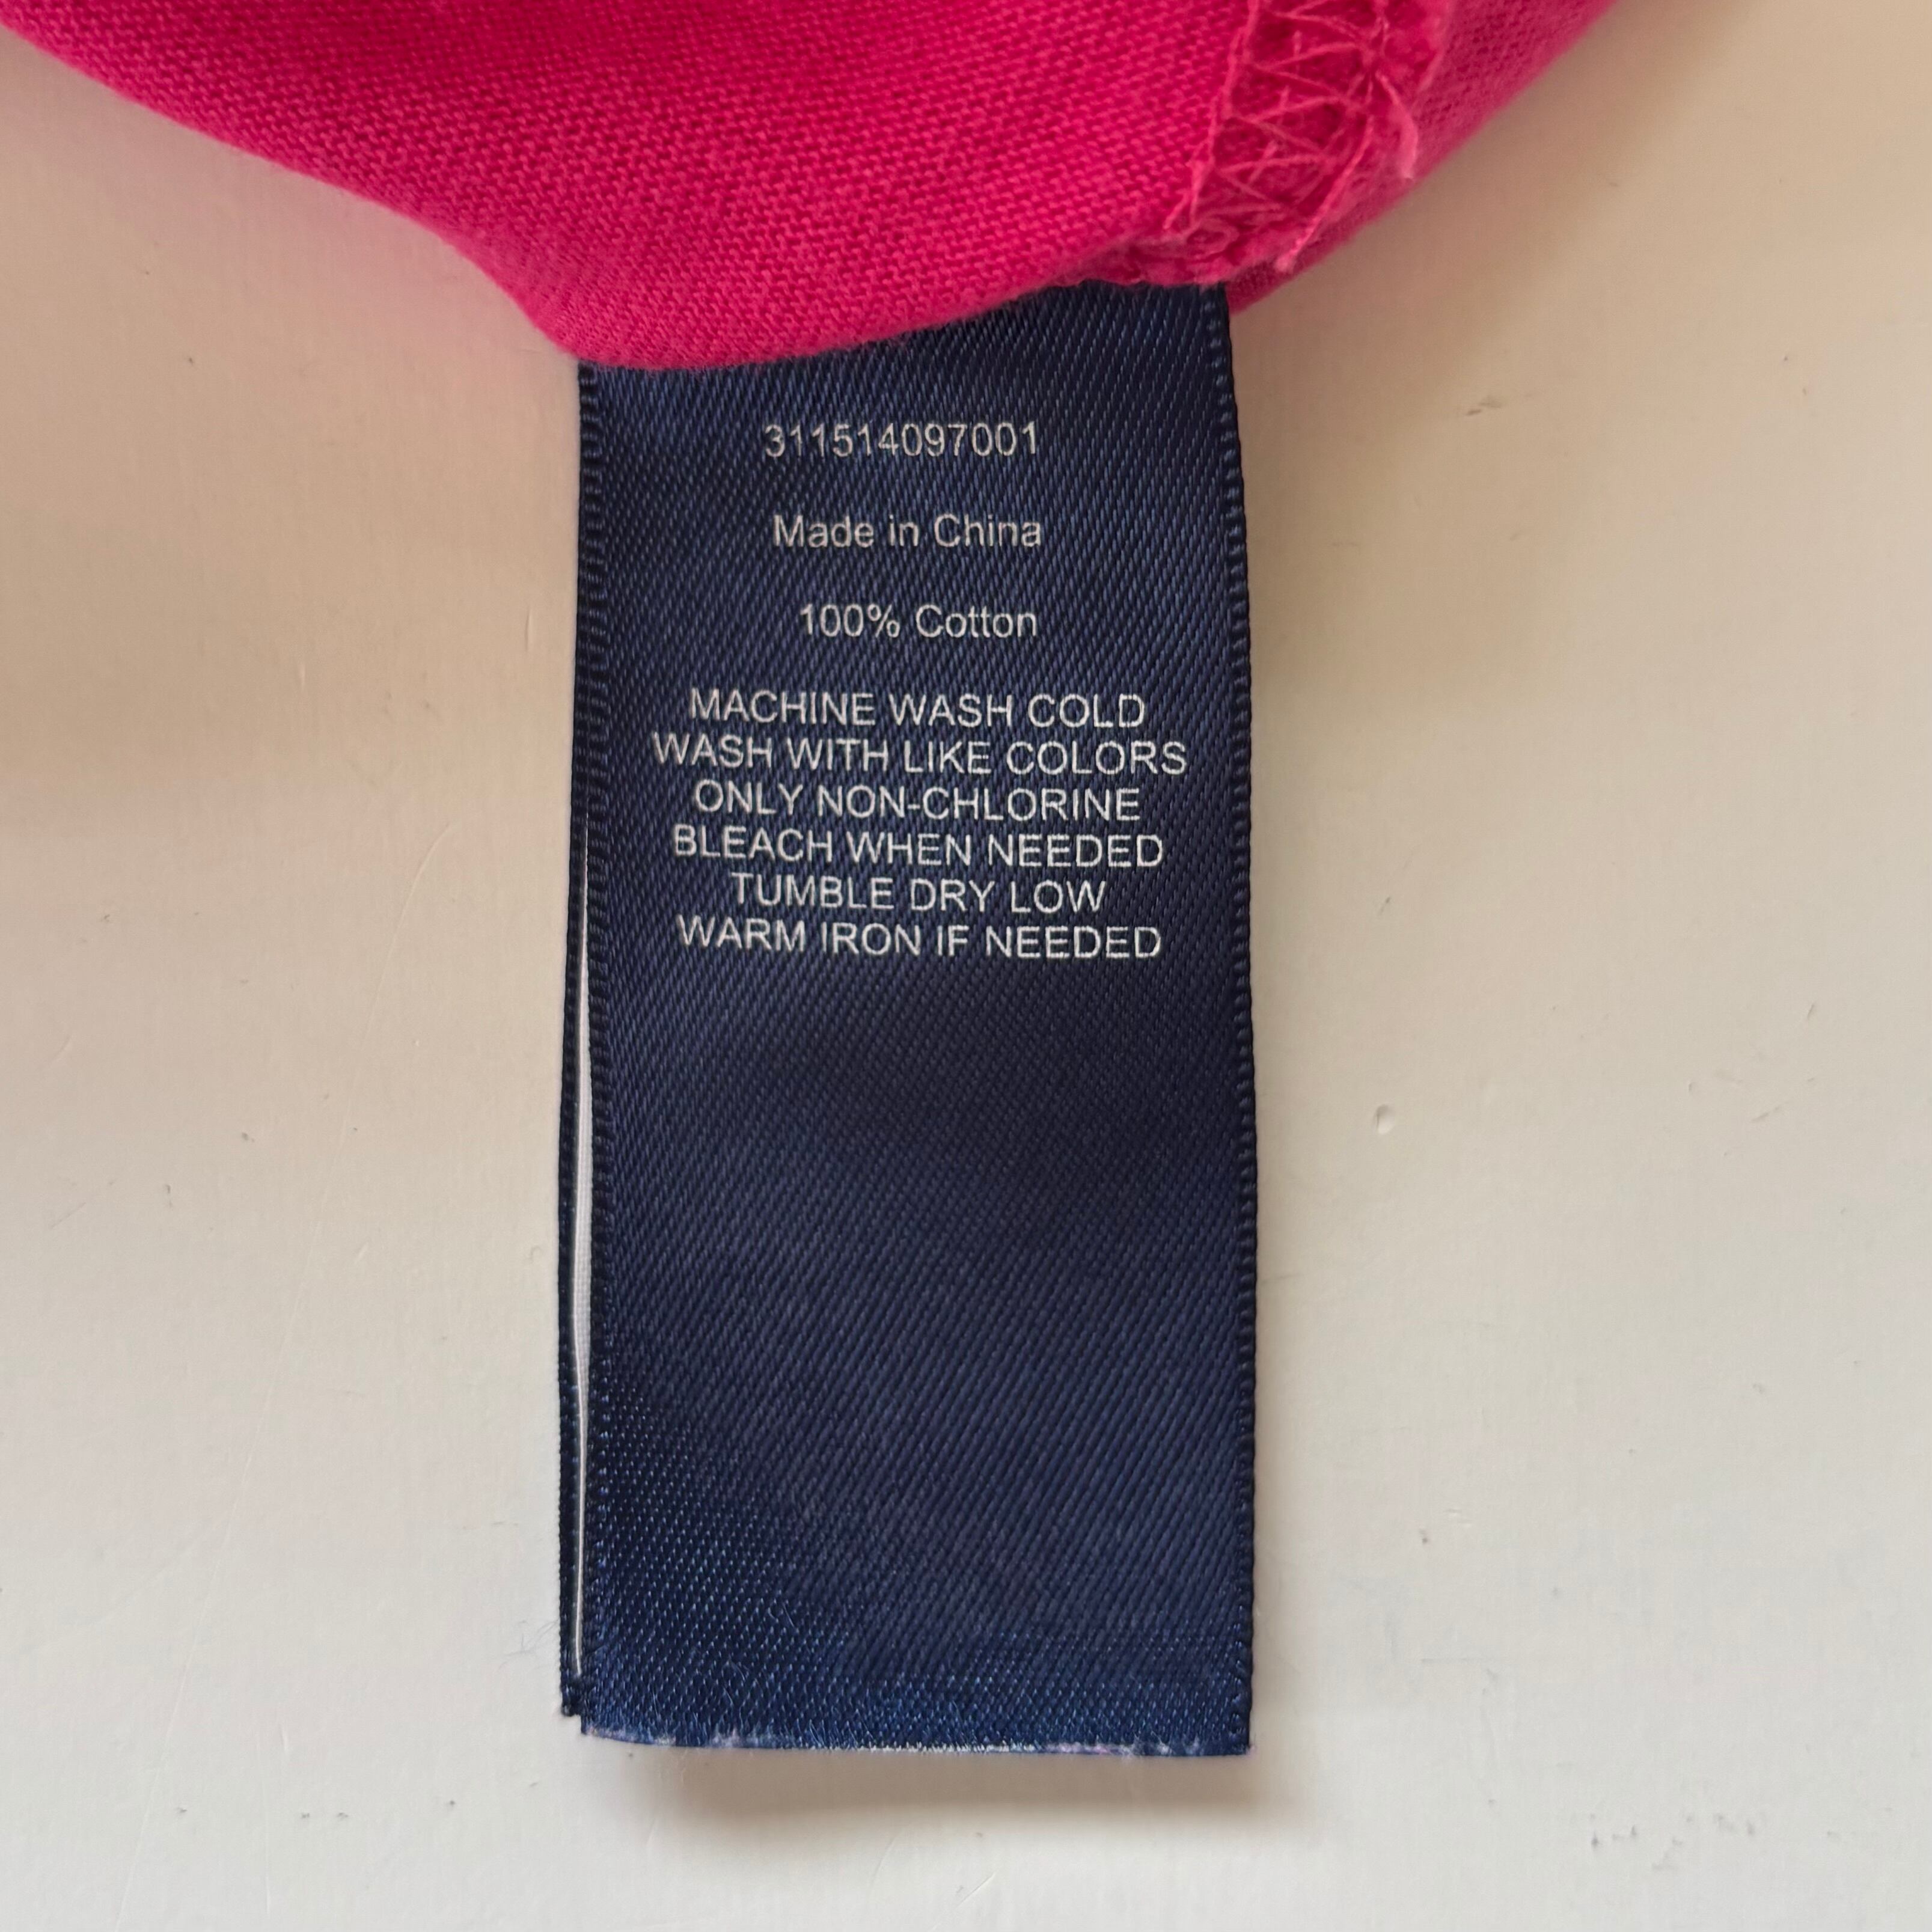 311514097001
Made in China
100% Cotton
MACHINE WASH COLD
WASH WITH LIKE COLORS
ONLY NON-CHLORINE
BLEACH WHEN NEEDED
TUMBLE DRY LOW
WARM IRON IF NEEDED